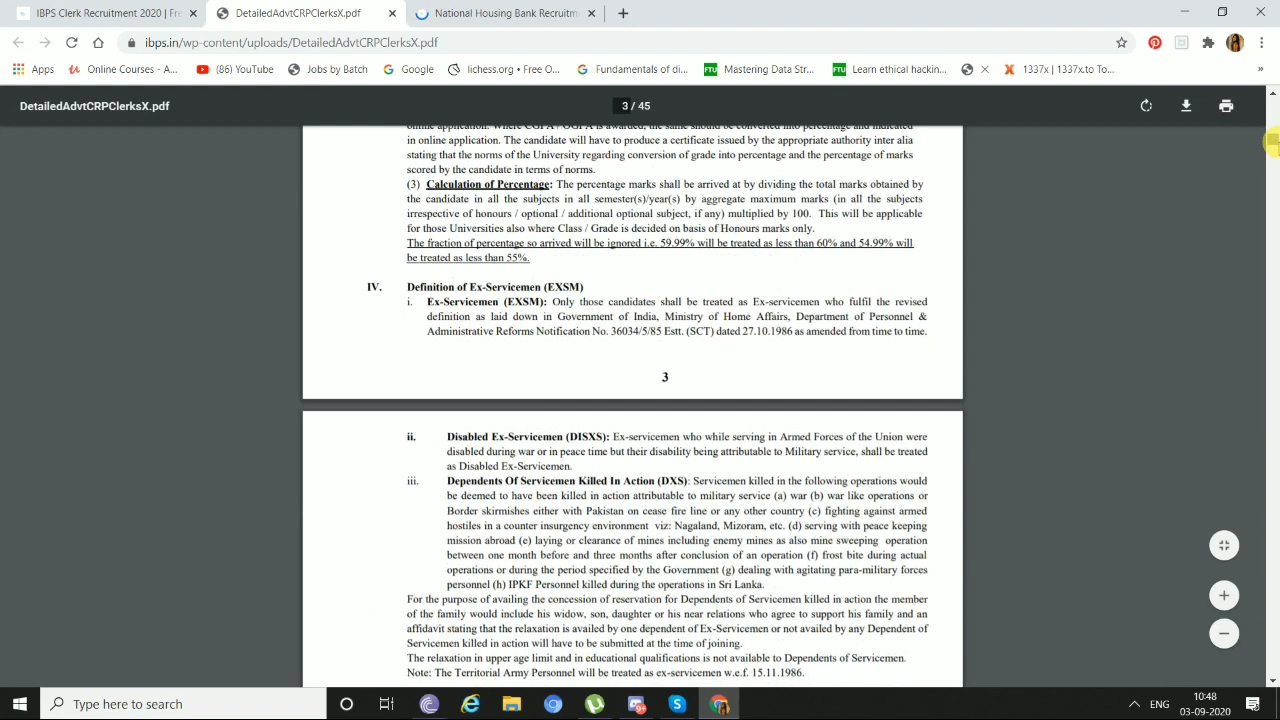 IBPS Clerk Recruitment 2020 | Fre
DetailedAdvtCRPClerksX.pdf
National Housing Bank Recruitm
ibps.in/wp-content/uploads/DetailedAdvtCRPClerksX.pdf
Apps
Online Courses - A...
(86) YouTube
Jobs by Batch
Google
lichess.org • Free O...
Fundamentals of di...
FTU
Mastering Data Str...
FTU
Learn ethical hackin...
1337x | 1337x.to To...
»
DetailedAdvtCRPClerksX.pdf
3 / 45
online application. Where CGPA / OGPA is awarded, the same should be converted into percentage and indicated
in online application. The candidate will have to produce a certificate issued by the appropriate authority inter alia
stating that the norms of the University regarding conversion of grade into percentage and the percentage of marks
scored by the candidate in terms of norms.
(3) Calculation of Percentage: The percentage marks shall be arrived at by dividing the total marks obtained by
the candidate in all the subjects in all semester(s)/year(s) by aggregate maximum marks (in all the subjects
irrespective of honours / optional / additional optional subject, if any) multiplied by 100. This will be applicable
for those Universities also where Class / Grade is decided on basis of Honours marks only.
The fraction of percentage so arrived will be ignored i.e. 59.99% will be treated as less than 60% and 54.99% will
be treated as less than 55%.
IV. Definition of Ex-Servicemen (EXSM)
i. Ex-Servicemen (EXSM): Only those candidates shall be treated as Ex-servicemen who fulfil the revised
definition as laid down in Government of India, Ministry of Home Affairs, Department of Personnel &
Administrative Reforms Notification No. 36034/5/85 Estt. (SCT) dated 27.10.1986 as amended from time to time.
3
ii. Disabled Ex-Servicemen (DISXS): Ex-servicemen who while serving in Armed Forces of the Union were
disabled during war or in peace time but their disability being attributable to Military service, shall be treated
as Disabled Ex-Servicemen.
iii. Dependents Of Servicemen Killed In Action (DXS): Servicemen killed in the following operations would
be deemed to have been killed in action attributable to military service (a) war (b) war like operations or
Border skirmishes either with Pakistan on cease fire line or any other country (c) fighting against armed
hostiles in a counter insurgency environment viz: Nagaland, Mizoram, etc. (d) serving with peace keeping
mission abroad (e) laying or clearance of mines including enemy mines as also mine sweeping operation
between one month before and three months after conclusion of an operation (f) frost bite during actual
operations or during the period specified by the Government (g) dealing with agitating para-military forces
personnel (h) IPKF Personnel killed during the operations in Sri Lanka.
For the purpose of availing the concession of reservation for Dependents of Servicemen killed in action the member
of the family would include his widow, son, daughter or his near relations who agree to support his family and an
affidavit stating that the relaxation is availed by one dependent of Ex-Servicemen or not availed by any Dependent of
Servicemen killed in action will have to be submitted at the time of joining.
The relaxation in upper age limit and in educational qualifications is not available to Dependents of Servicemen.
Note: The Territorial Army Personnel will be treated as ex-servicemen w.e.f. 15.11.1986.
Type here to search
ENG
10:48
03-09-2020